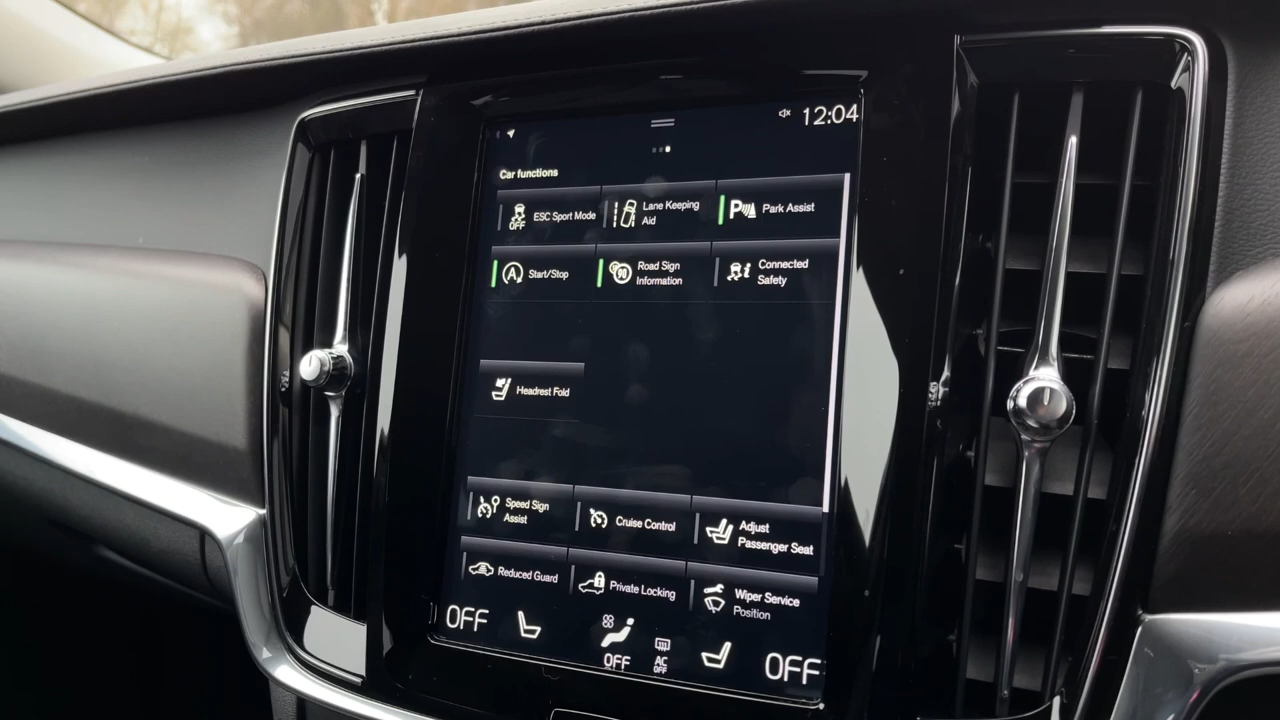 12:04
Car functions
OFF
ESC Sport Mode
Lane Keeping
Aid
P
Park Assist
A
Start/Stop
90
Road Sign
Information
Connected
Safety
Headrest Fold
Speed Sign
Assist
Cruise Control
Adjust
Passenger Seat
Reduced Guard
Private Locking
Wiper Service
Position
OFF
OFF
AC
OFF
OFF